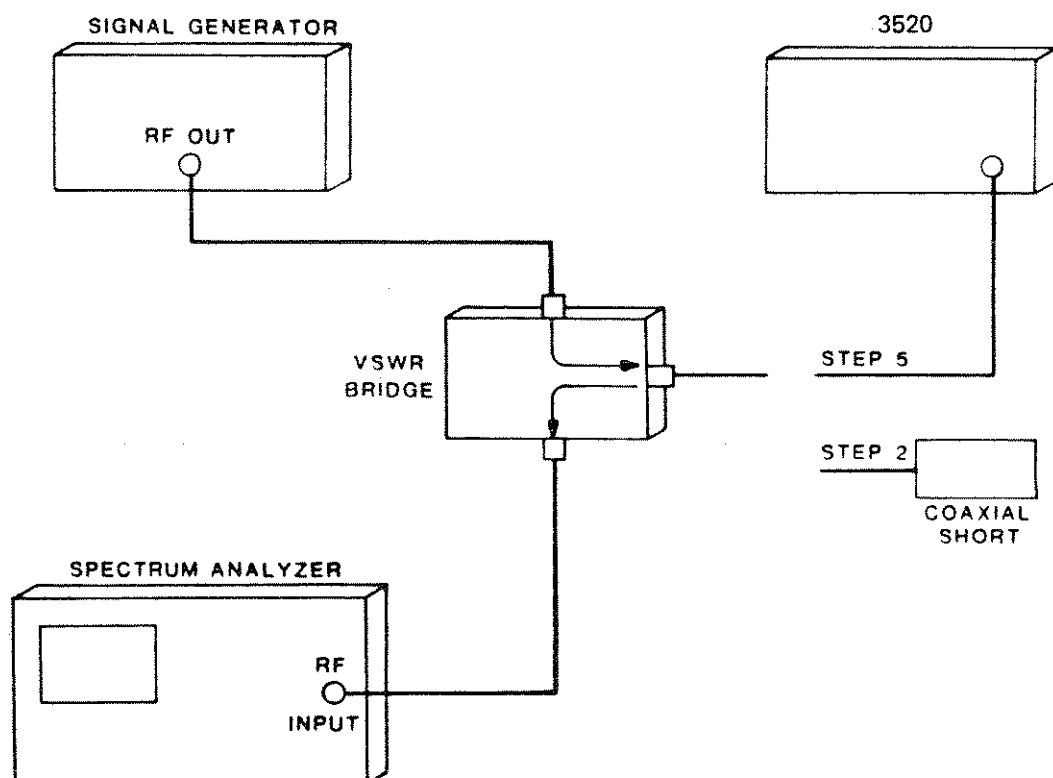 SIGNAL GENERATOR
3520
RF OUT
VSWR
BRIDGE
STEP 5
STEP 2
COAXIAL
SHORT
SPECTRUM ANALYZER
RF
INPUT